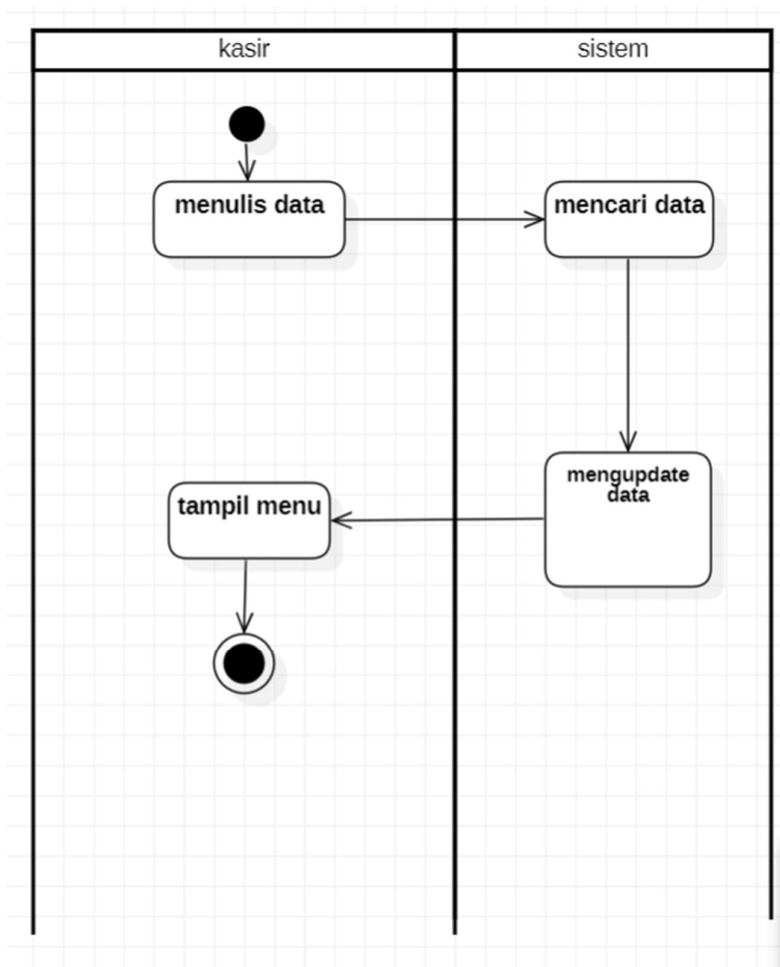 kasir
sistem
menulis data
mencari data
mengupdate
data
tampil menu